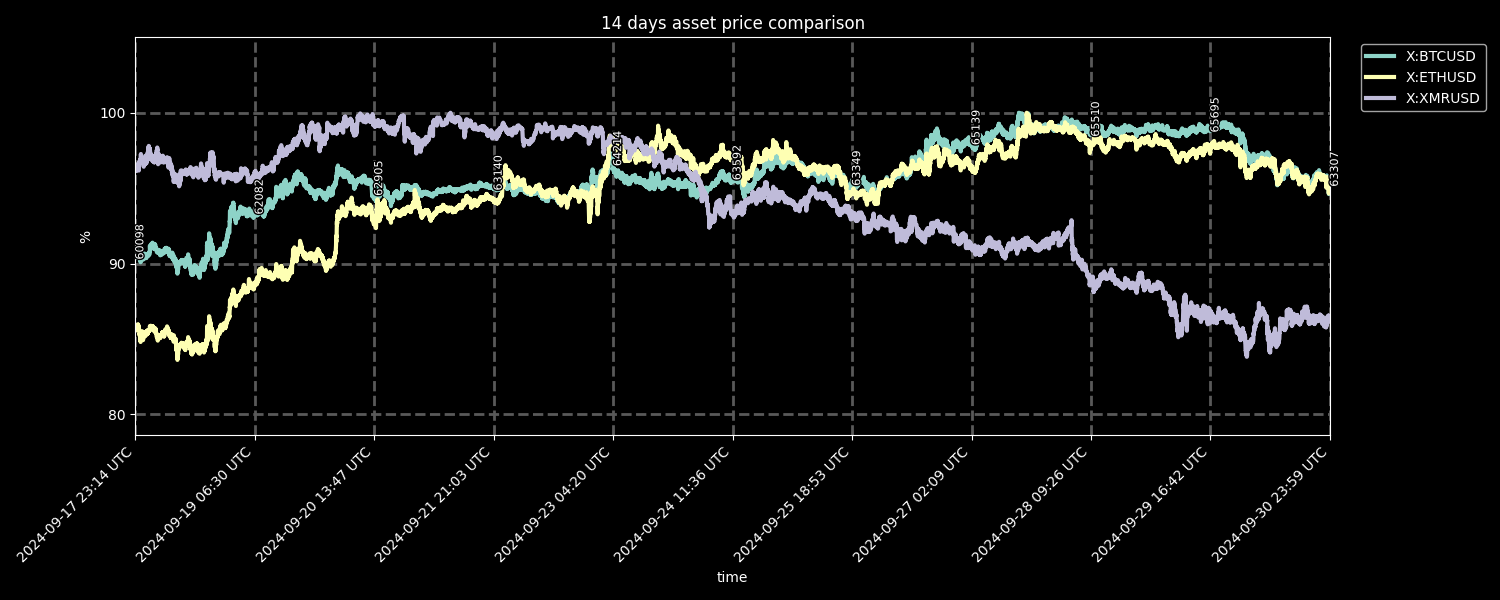 14 days asset price comparison
X:BTCUSD
X:ETHUSD
X:XMRUSD
100
90
80
%
60098
62082
62905
63140
64214
63592
63349
65139
65510
65695
63307
2024-09-17 23:14 UTC
2024-09-19 06:30 UTC
2024-09-20 13:47 UTC
2024-09-21 21:03 UTC
2024-09-23 04:20 UTC
2024-09-24 11:36 UTC
2024-09-25 18:53 UTC
2024-09-27 02:09 UTC
2024-09-28 09:26 UTC
2024-09-29 16:42 UTC
2024-09-30 23:59 UTC
time